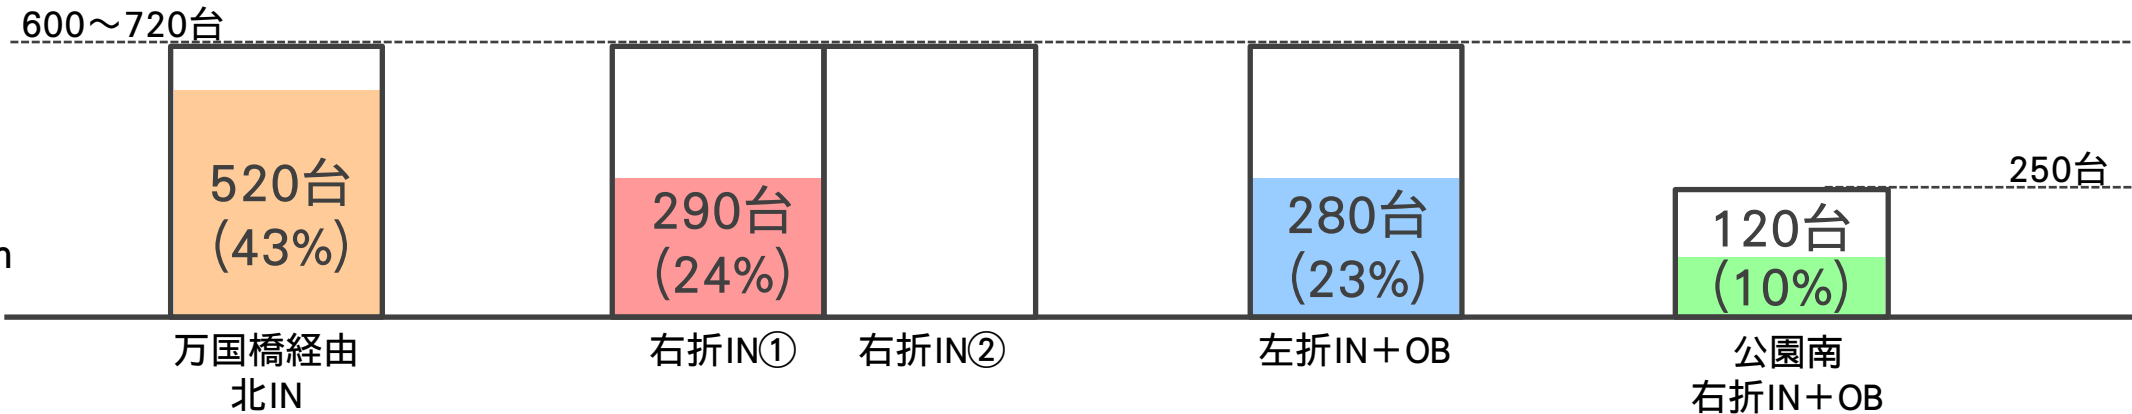 600～720台
520台
(43%)
290台
(24%)
280台
(23%)
250台
120台
(10%)
万国橋経由
北IN
右折IN①
右折IN②
左折IN＋OB
公園南
右折IN＋OB